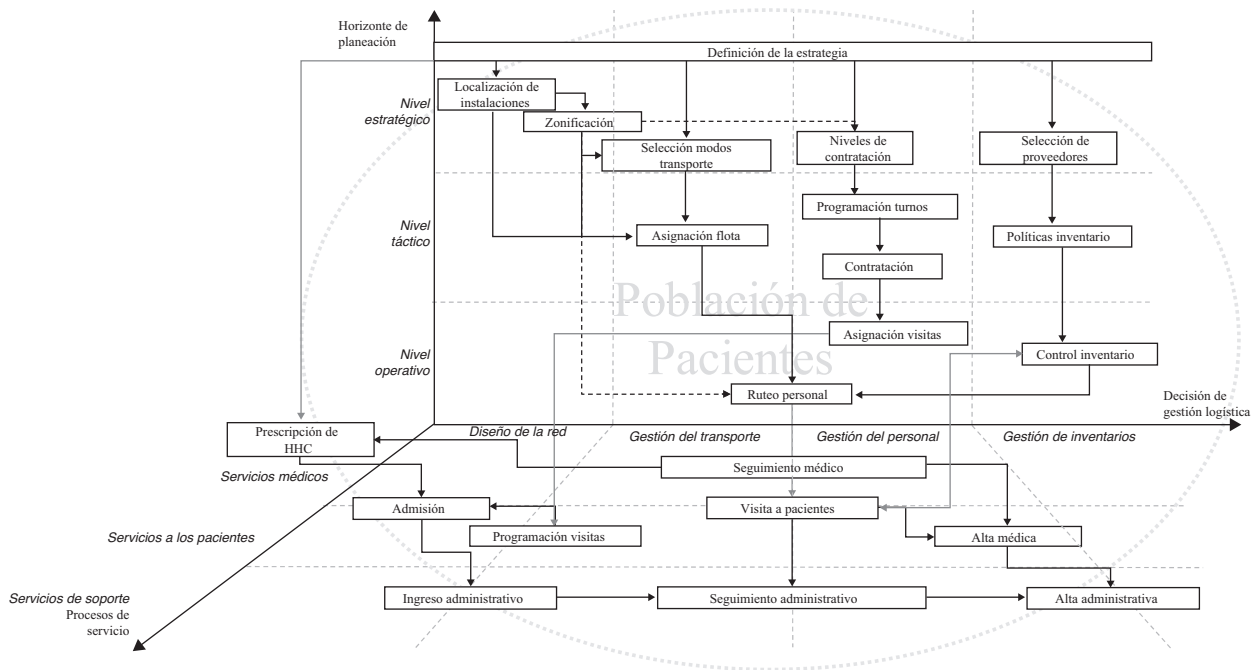 Horizonte de
planeación
Definición de la estrategia
Localización de
instalaciones
Nivel
estratégico
Zonificación
Selección modos
transporte
Niveles de
contratación
Selección de
proveedores
Programación turnos
Nivel
táctico
Asignación flota
Políticas inventario
Contratación
Población de
Pacientes
Asignación visitas
Nivel
operativo
Control inventario
Ruteo personal
Decisión de
gestión logística
Prescripción de
HHC
Diseño de la red
Gestión del transporte
Gestión del personal
Gestión de inventarios
Servicios médicos
Seguimiento médico
Admisión
Visita a pacientes
Servicios a los pacientes
Programación visitas
Alta médica
Servicios de soporte
Procesos de
servicio
Ingreso administrativo
Seguimiento administrativo
Alta administrativa